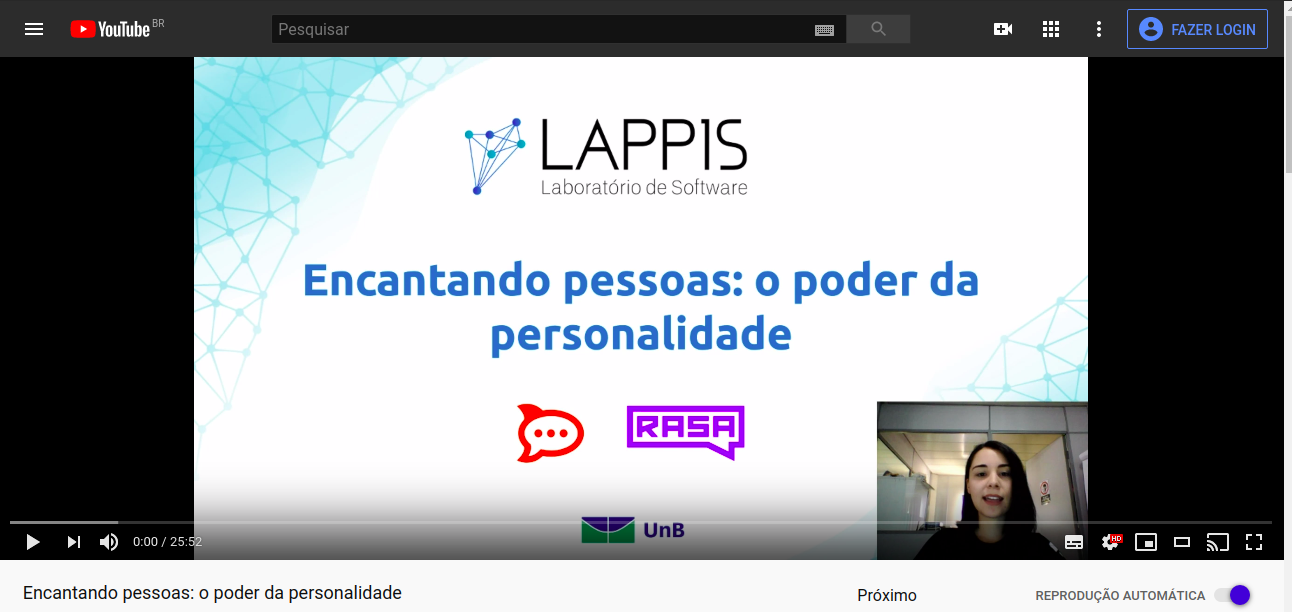 YouTube BR
Pesquisar
FAZER LOGIN
LAPPIS
Laboratório de Software
Encantando pessoas: o poder da
personalidade
RASA
UnB
0:00 / 25:52
HD
Encantando pessoas: o poder da personalidade
Próximo
REPRODUÇÃO AUTOMÁTICA